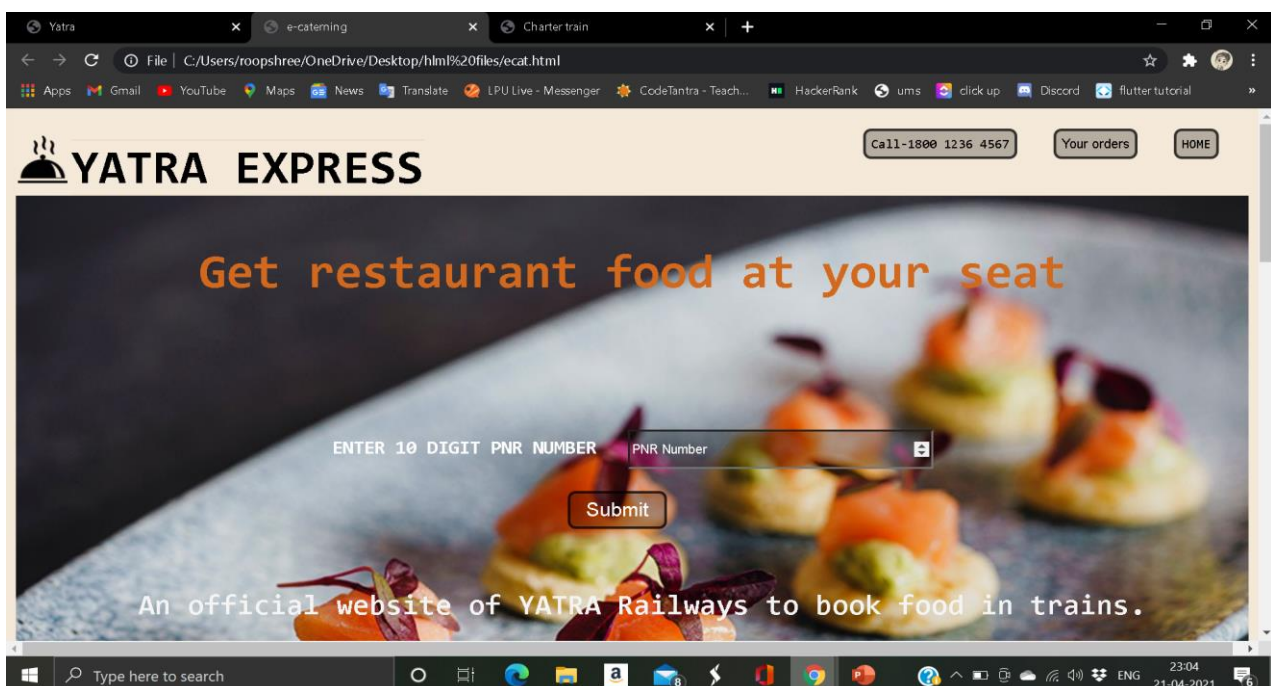 Yatra
e-caterning
Charter train
File | C:/Users/roopshree/OneDrive/Desktop/hlml%20files/ecat.html
Apps Gmail YouTube Maps News Translate LPU Live - Messenger CodeTantra - Teach... HackerRank ums click up Discord flutter tutorial »
YATRA EXPRESS
Call-1800 1236 4567
Your orders
HOME
Get restaurant food at your seat
ENTER 10 DIGIT PNR NUMBER PNR Number
Submit
An official website of YATRA Railways to book food in trains.
Type here to search
8
ENG
23:04
21-04-2021
6